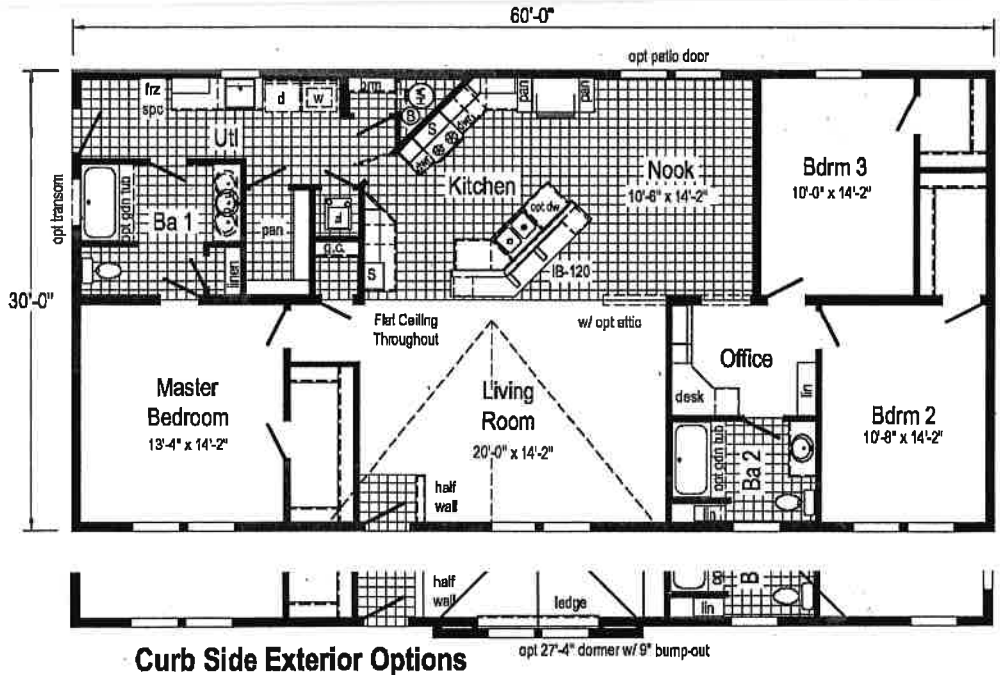 60'-0"
opt patio door
30'-0"
frz
spc
d
w
brm
WH
B
pan
pan
S
dwr
dwr
Utl
Kitchen
Nook
10'-6" x 14'-2"
Bdrm 3
10'-0" x 14'-2"
opt transom
opt gdn tub
Ba 1
linen
pan
g.c.
S
opt dw
IB-120
Flat Ceiling
Throughout
w/ opt attic
Master
Bedroom
13'-4" x 14'-2"
Living
Room
20'-0" x 14'-2"
half
wall
Office
desk
lin
Bdrm 2
10'-8" x 14'-2"
opt gdn tub
Ba 2
lin
half
wall
ledge
lin
opt 27'-4" dormer w/ 9" bump-out
Curb Side Exterior Options